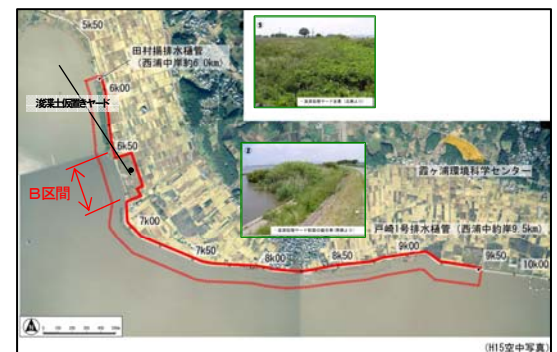 5k50
田村揚排水樋管
(西浦中岸約6.0km)
6k00
浚渫土仮置きヤード
6k50
B区間
7k00
7k50
8k00
8k50
9k00
9k50
10k00
霞ヶ浦環境科学センター
戸崎1号排水樋管(西浦中岸約9.5km)
(H15空中写真)